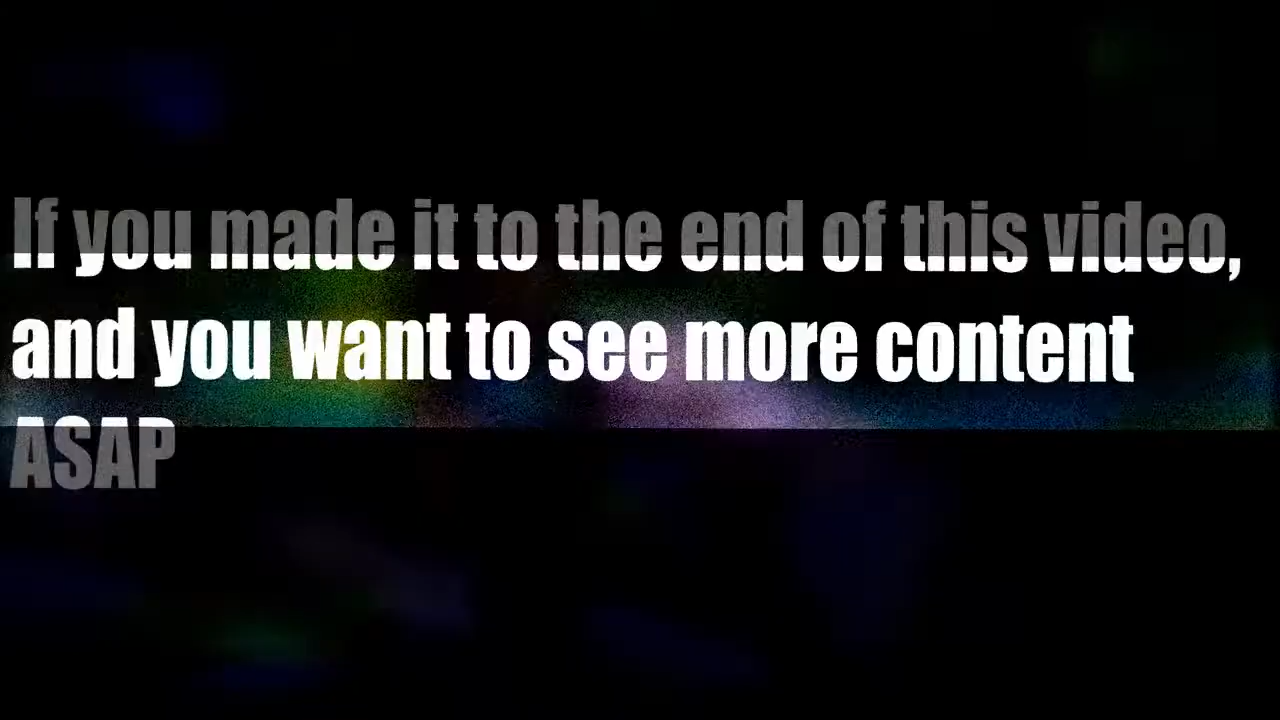 If you made it to the end of this video,
and you want to see more content
ASAP